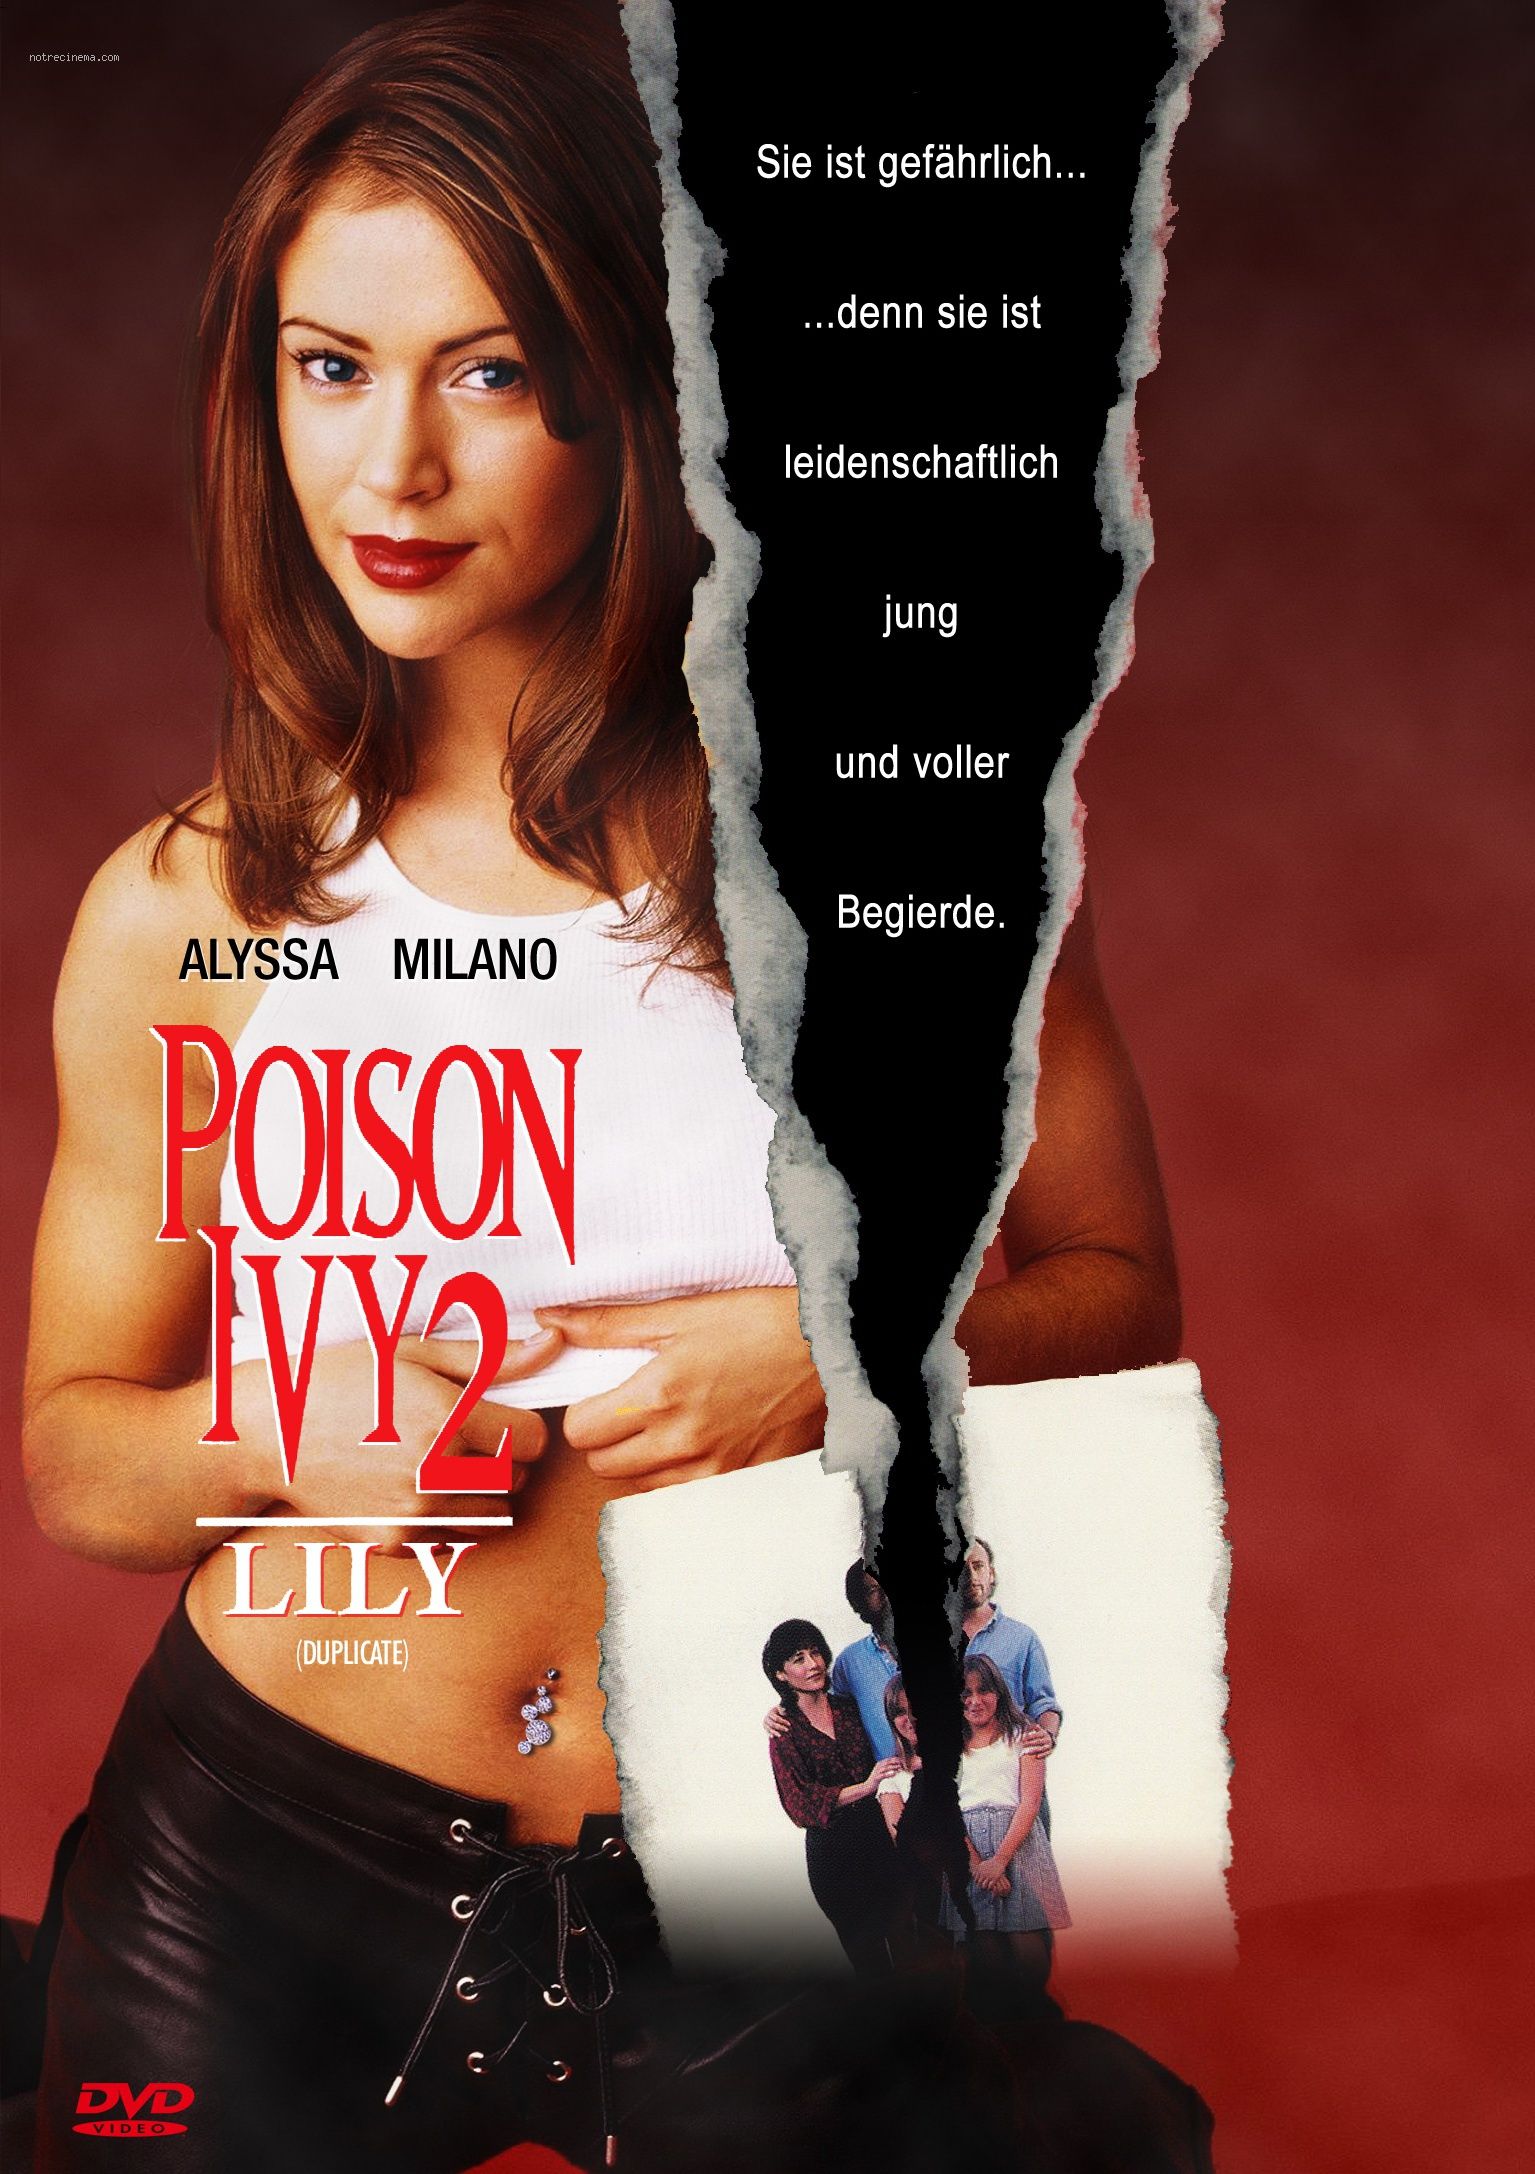 notrecinema.com
Sie ist gefährlich...
...denn sie ist
leidenschaftlich
jung
und voller
Begierde.
ALYSSA MILANO
POISON
IVY 2
LILY
(DUPLICATE)
DVD
VIDEO